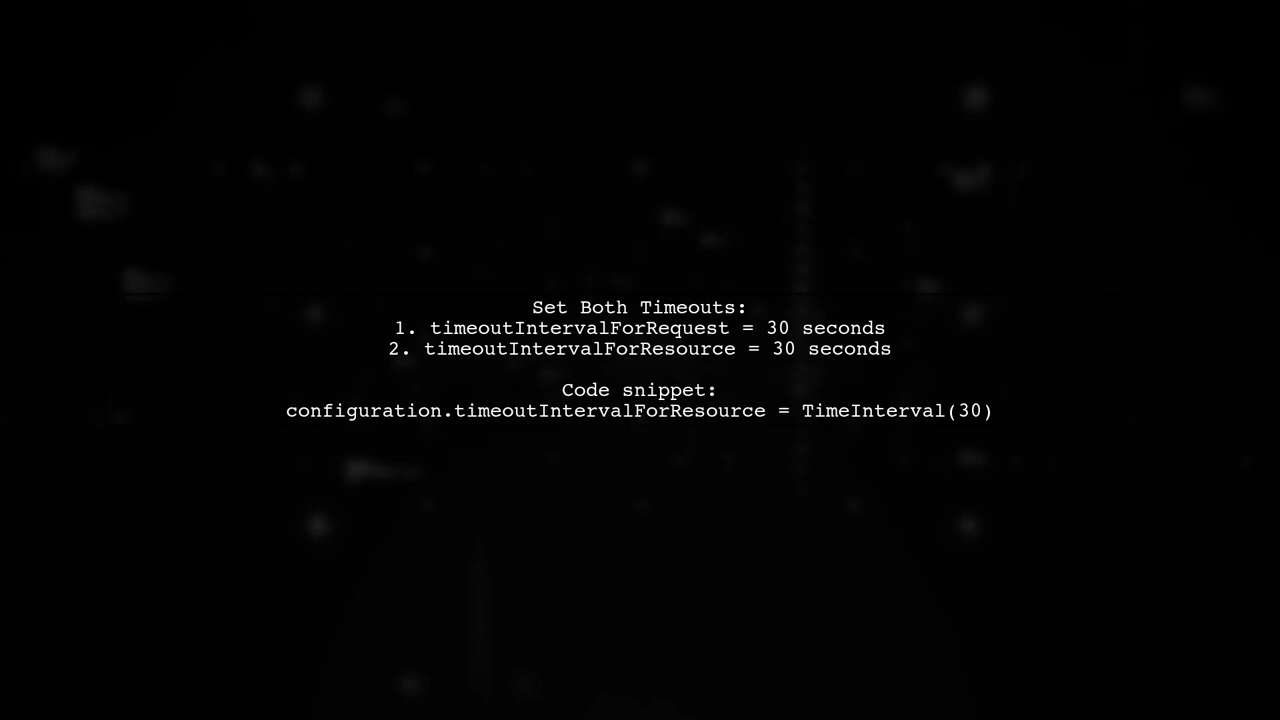 Set Both Timeouts:
1. timeoutIntervalForRequest = 30 seconds
2. timeoutIntervalForResource = 30 seconds
Code snippet:
configuration.timeoutIntervalForResource = TimeInterval(30)